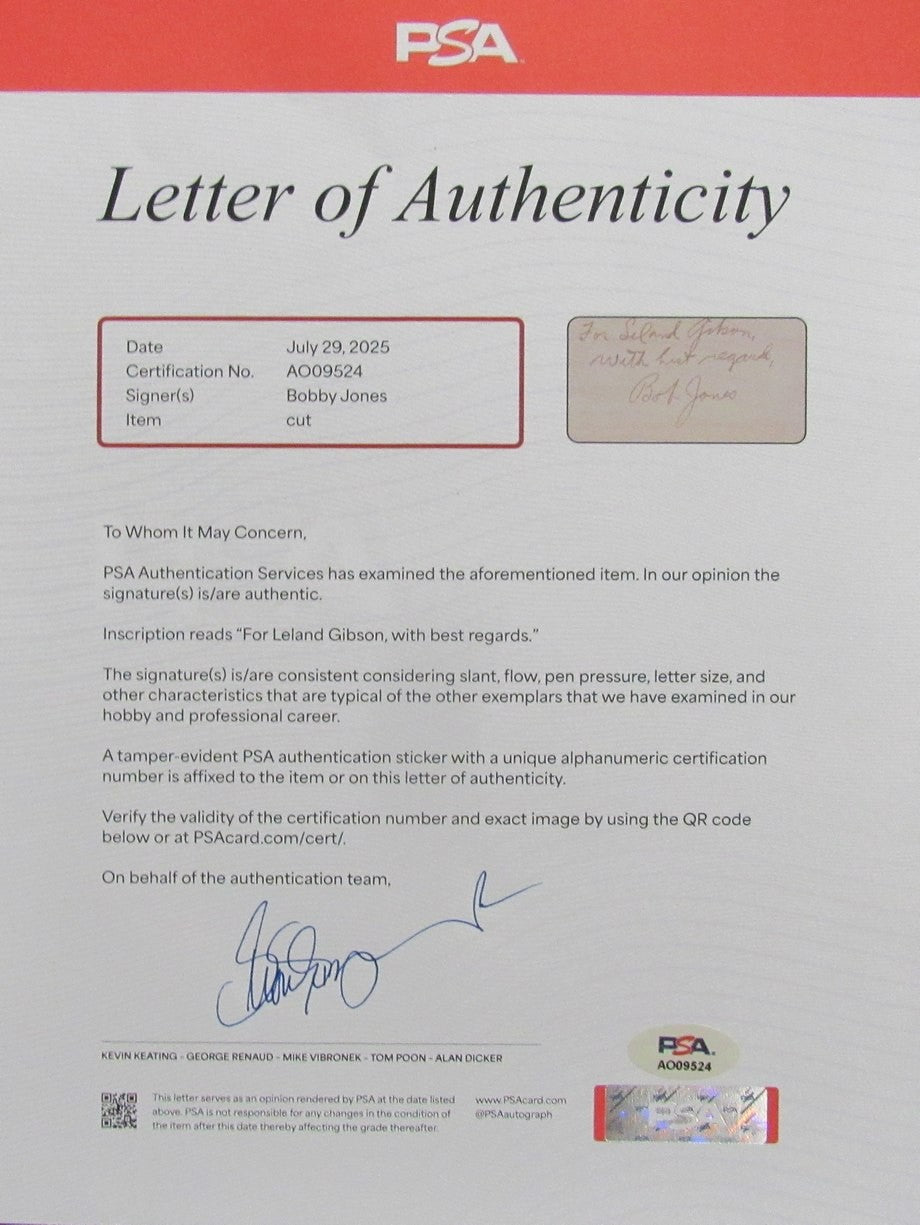 PSA
Letter of Authenticity
Date July 29, 2025
Certification No. AO09524
Signer(s) Bobby Jones
Item cut
For Leland Gibson,
with best regards,
Bob Jones
To Whom It May Concern,
PSA Authentication Services has examined the aforementioned item. In our opinion the
signature(s) is/are authentic.
Inscription reads “For Leland Gibson, with best regards.”
The signature(s) is/are consistent considering slant, flow, pen pressure, letter size, and
other characteristics that are typical of the other exemplars that we have examined in our
hobby and professional career.
A tamper-evident PSA authentication sticker with a unique alphanumeric certification
number is affixed to the item or on this letter of authenticity.
Verify the validity of the certification number and exact image by using the QR code
below or at PSAcard.com/cert/.
On behalf of the authentication team,
KEVIN KEATING - GEORGE RENAUD - MIKE VIBRONEK - TOM POON - ALAN DICKER
This letter serves as an opinion rendered by PSA at the date listed
above. PSA is not responsible for any changes in the condition of
the item after this date thereby affecting the grade thereafter.
www.PSAcard.com
@PSAautograph
PSA
AO09524
PSA